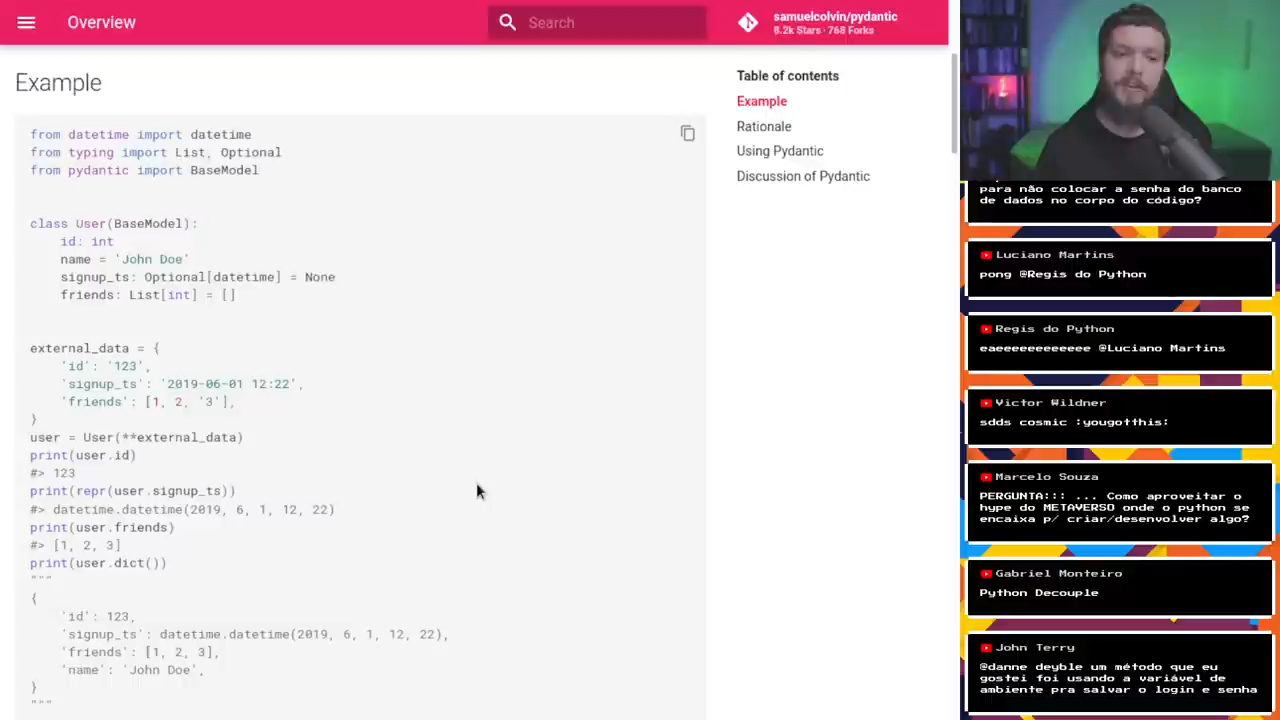 Overview
Search
samuelcolvin/pydantic
8.2k Stars · 768 Forks
Example
from datetime import datetime
from typing import List, Optional
from pydantic import BaseModel
class User(BaseModel):
    id: int
    name = 'John Doe'
    signup_ts: Optional[datetime] = None
    friends: List[int] = []
external_data = {
    'id': '123',
    'signup_ts': '2019-06-01 12:22',
    'friends': [1, 2, '3'],
}
user = User(**external_data)
print(user.id)
#> 123
print(repr(user.signup_ts))
#> datetime.datetime(2019, 6, 1, 12, 22)
print(user.friends)
#> [1, 2, 3]
print(user.dict())
"""
{
    'id': 123,
    'signup_ts': datetime.datetime(2019, 6, 1, 12, 22),
    'friends': [1, 2, 3],
    'name': 'John Doe',
}
"""
Table of contents
Example
Rationale
Using Pydantic
Discussion of Pydantic
para não colocar a senha do banco
de dados no corpo do código?
Luciano Martins
pong @Regis do Python
Regis do Python
eaeeeeeeeeeeee @Luciano Martins
Victor Wildner
sdds cosmic :yougotthis:
Marcelo Souza
PERGUNTA::: ... Como aproveitar o
hype do METAVERSO onde o python se
encaixa p/ criar/desenvolver algo?
Gabriel Monteiro
Python Decouple
John Terry
@danne deyble um método que eu
gostei foi usando a variável de
ambiente pra salvar o login e senha